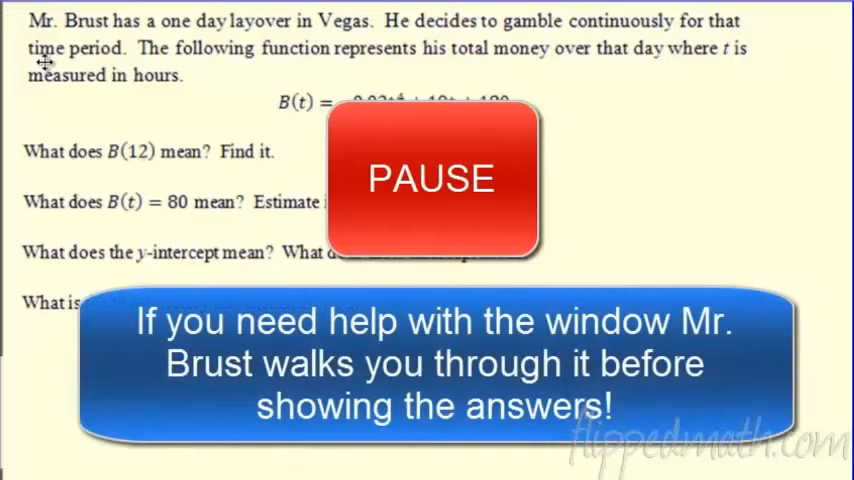 Mr. Brust has a one day layover in Vegas. He decides to gamble continuously for that
time period. The following function represents his total money over that day where t is
measured in hours.
B(t) =
What does B(12) mean? Find it.
PAUSE
What does B(t) = 80 mean? Estimate
What does the y-intercept mean? What
What is
If you need help with the window Mr.
Brust walks you through it before
showing the answers!
flippedmath.com